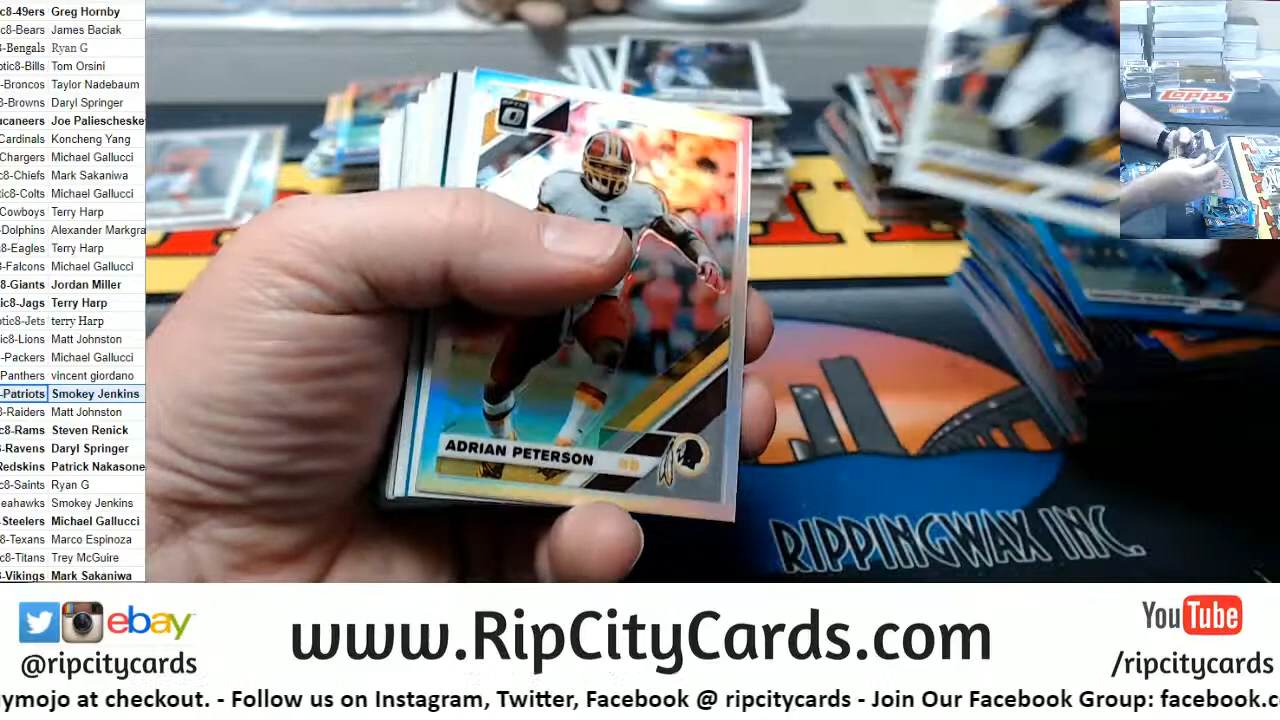 c8-49ers Greg Hornby
c8-Bears James Baciak
8-Bengals Ryan G
otic8-Bills Tom Orsini
-Broncos Taylor Nadebaum
8-Browns Daryl Springer
ucaneers Joe Paliescheske
Cardinals Koncheng Yang
Chargers Michael Gallucci
c8-Chiefs Mark Sakaniwa
tic8-Colts Michael Gallucci
Cowboys Terry Harp
-Dolphins Alexander Markgra
c8-Eagles Terry Harp
8-Falcons Michael Gallucci
8-Giants Jordan Miller
ic8-Jags Terry Harp
otic8-Jets terry Harp
ic8-Lions Matt Johnston
-Packers Michael Gallucci
Panthers vincent giordano
-Patriots Smokey Jenkins
8-Raiders Matt Johnston
c8-Rams Steven Renick
-Ravens Daryl Springer
Redskins Patrick Nakasone
c8-Saints Ryan G
eahawks Smokey Jenkins
-Steelers Michael Gallucci
c8-Texans Marco Espinoza
c8-Titans Trey McGuire
8-Vikings Mark Sakaniwa
TOPPS
ADRIAN PETERSON RB
RIPPINGWAX INC.
ebay
@ripcitycards
www.RipCityCards.com
YouTube
/ripcitycards
ymojo at checkout. - Follow us on Instagram, Twitter, Facebook @ ripcitycards - Join Our Facebook Group: facebook.c